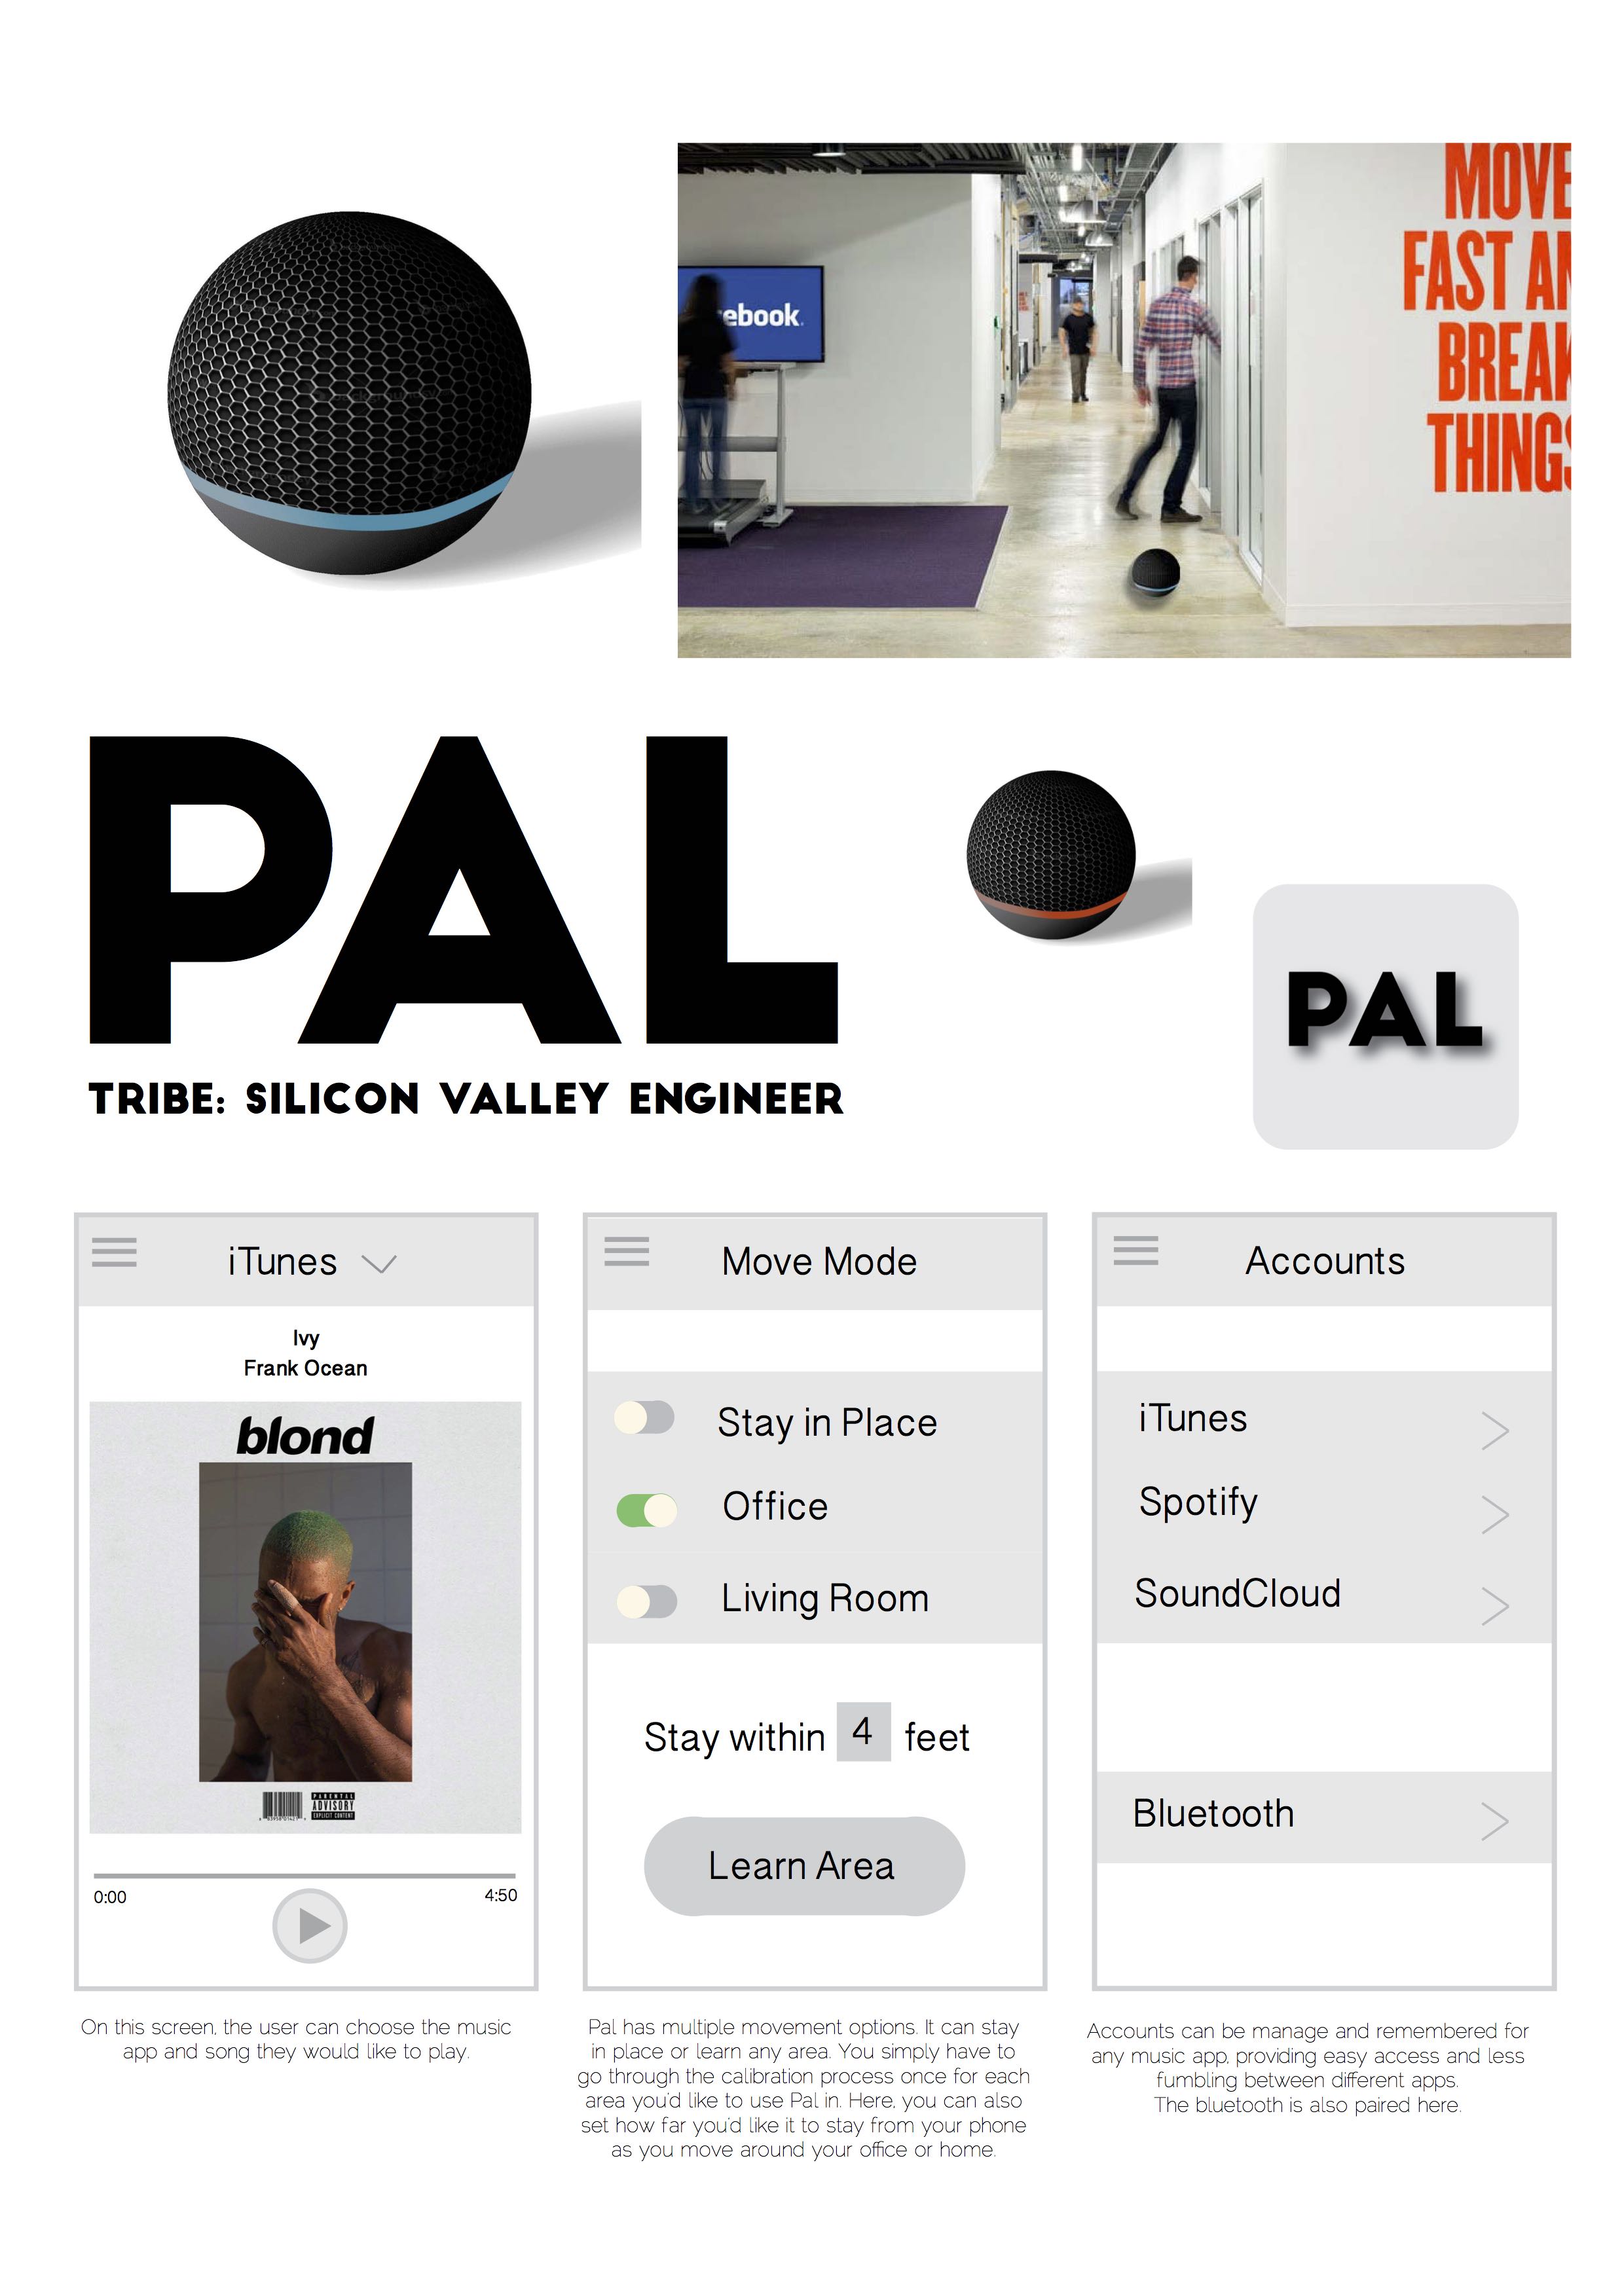 ebook.
MOVE
FAST AN
BREAK
THINGS
PAL
PAL
TRIBE: SILICON VALLEY ENGINEER
iTunes
Ivy
Frank Ocean
blond
PARENTAL
ADVISORY
EXPLICIT CONTENT
0:00
4:50
On this screen, the user can choose the music
app and song they would like to play.
Move Mode
Stay in Place
Office
Living Room
Stay within 4 feet
Learn Area
Pal has multiple movement options. It can stay
in place or learn any area. You simply have to
go through the calibration process once for each
area you'd like to use Pal in. Here, you can also
set how far you'd like it to stay from your phone
as you move around your office or home.
Accounts
iTunes
Spotify
SoundCloud
Bluetooth
Accounts can be manage and remembered for
any music app, providing easy access and less
fumbling between different apps.
The bluetooth is also paired here.